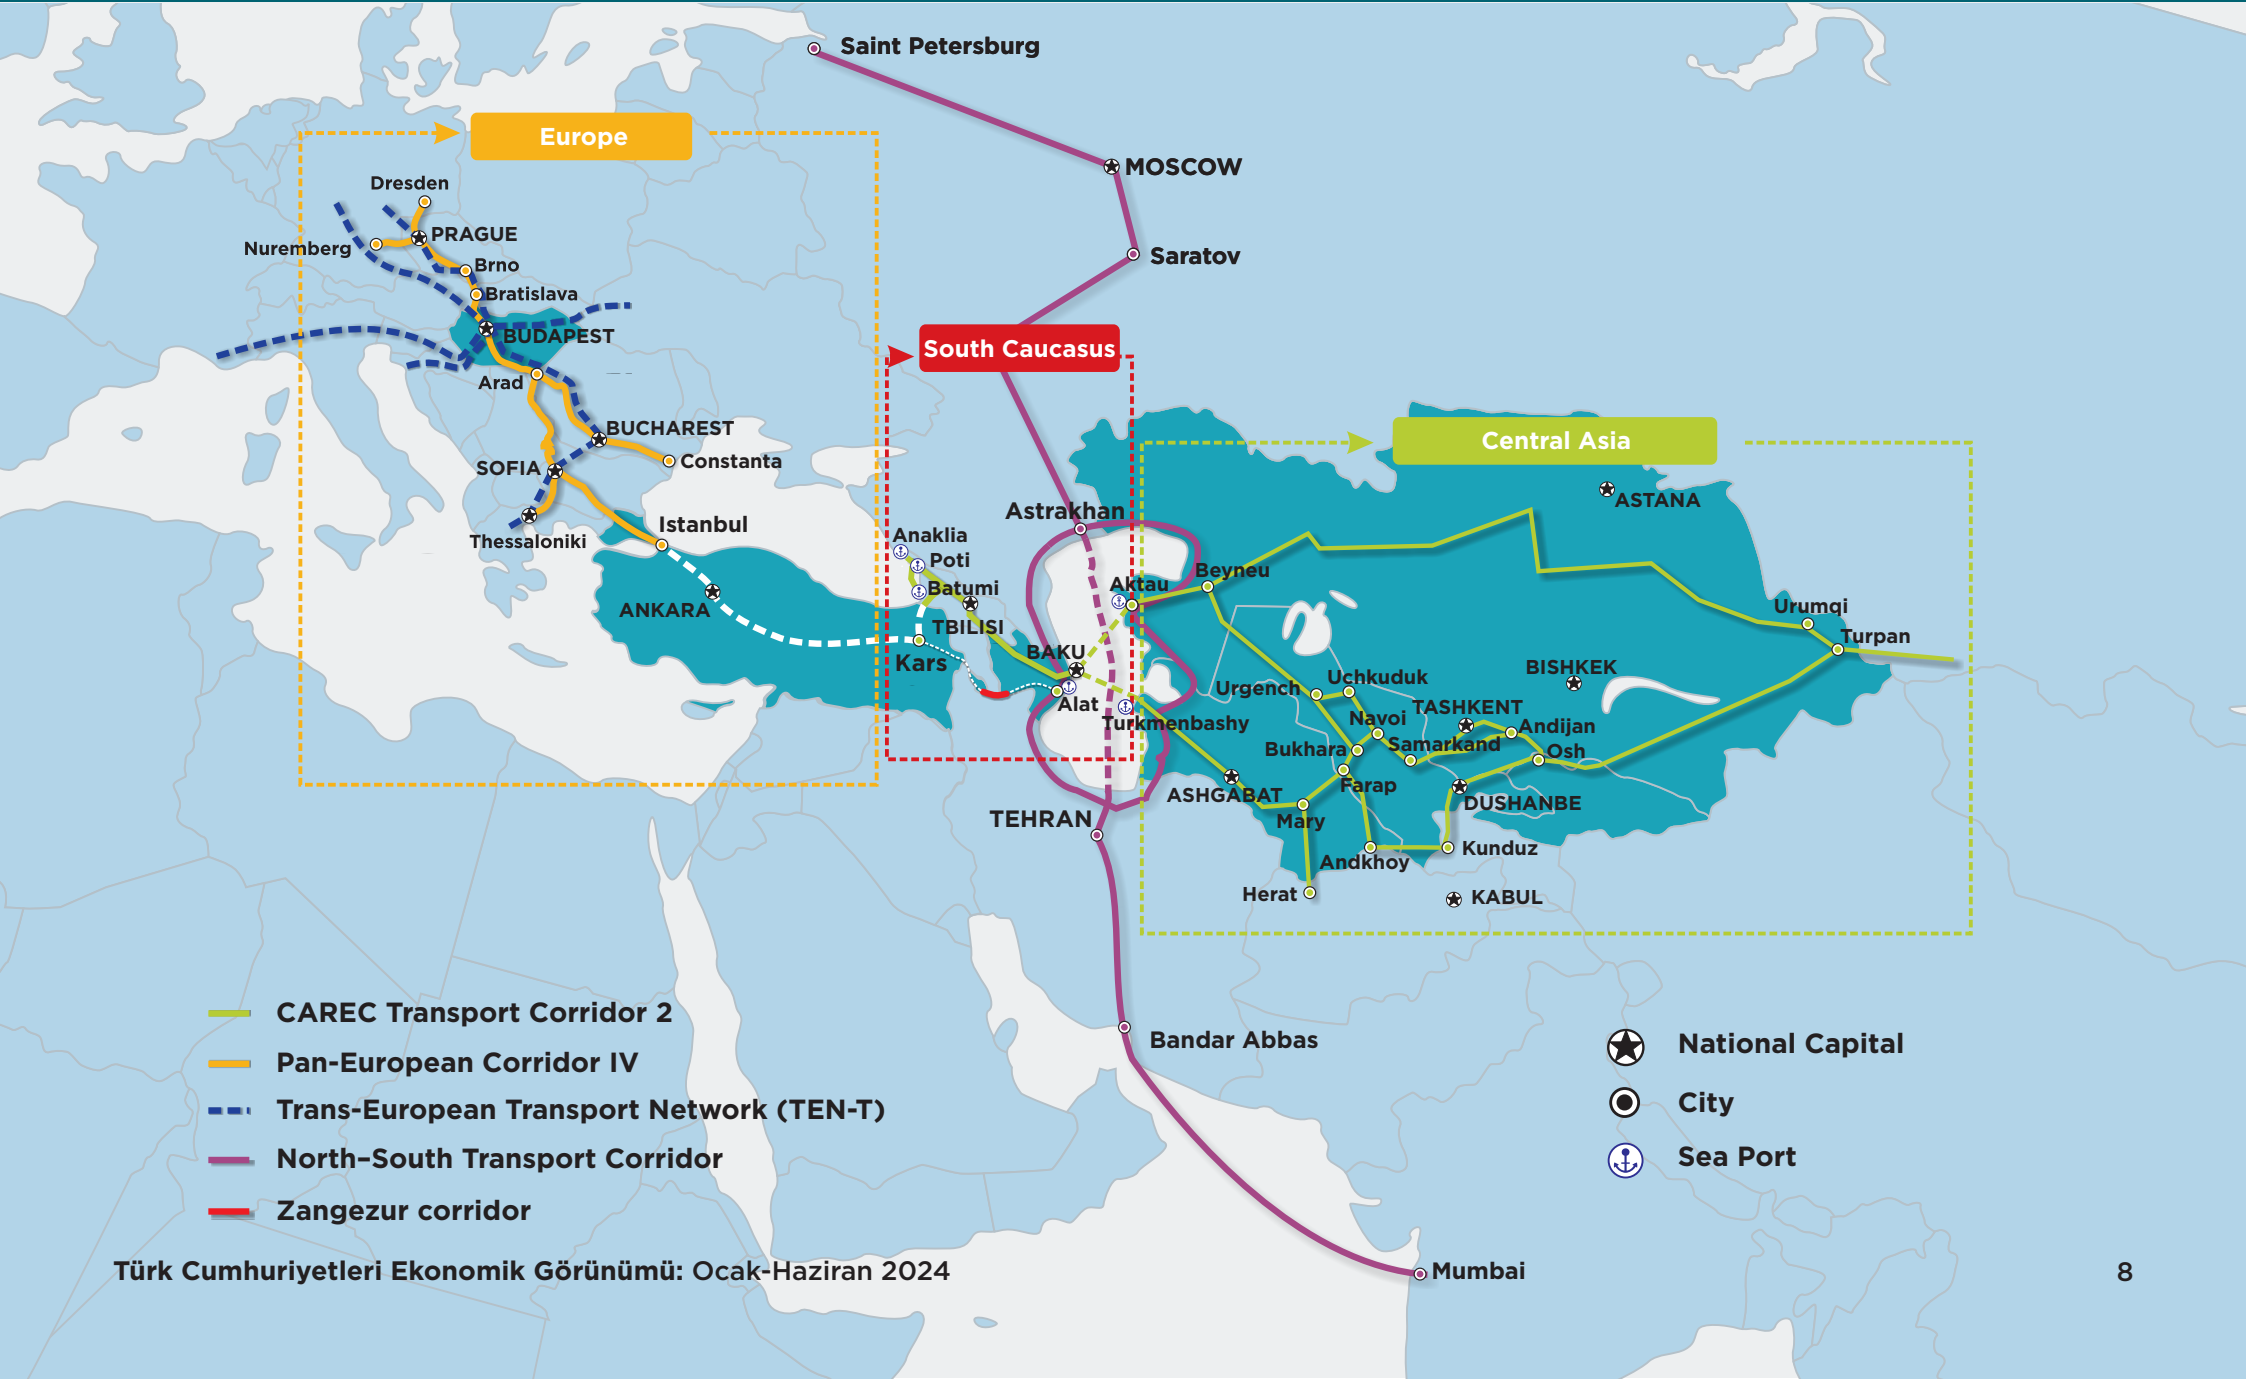 Saint Petersburg
Europe
MOSCOW
Dresden
PRAGUE
Nuremberg
Brno
Saratov
Bratislava
BUDAPEST
South Caucasus
Arad
BUCHAREST
Central Asia
Constanta
SOFIA
ASTANA
Astrakhan
Istanbul
Thessaloniki
Anaklia
Poti
Beyneu
Aktau
Batumi
ANKARA
Urumqi
TBILISI
Turpan
BAKU
Kars
BISHKEK
Uchkuduk
Urgench
Alat
TASHKENT
Navoi
Turkmenbashy
Andijan
Samarkand
Bukhara
Osh
Farap
ASHGABAT
DUSHANBE
TEHRAN
Mary
Kunduz
Andkhoy
Herat
KABUL
CAREC Transport Corridor 2
Bandar Abbas
National Capital
Pan-European Corridor IV
City
Trans-European Transport Network (TEN-T)
Sea Port
North–South Transport Corridor
Zangezur corridor
Mumbai
Türk Cumhuriyetleri Ekonomik Görünümü: Ocak-Haziran 2024
8